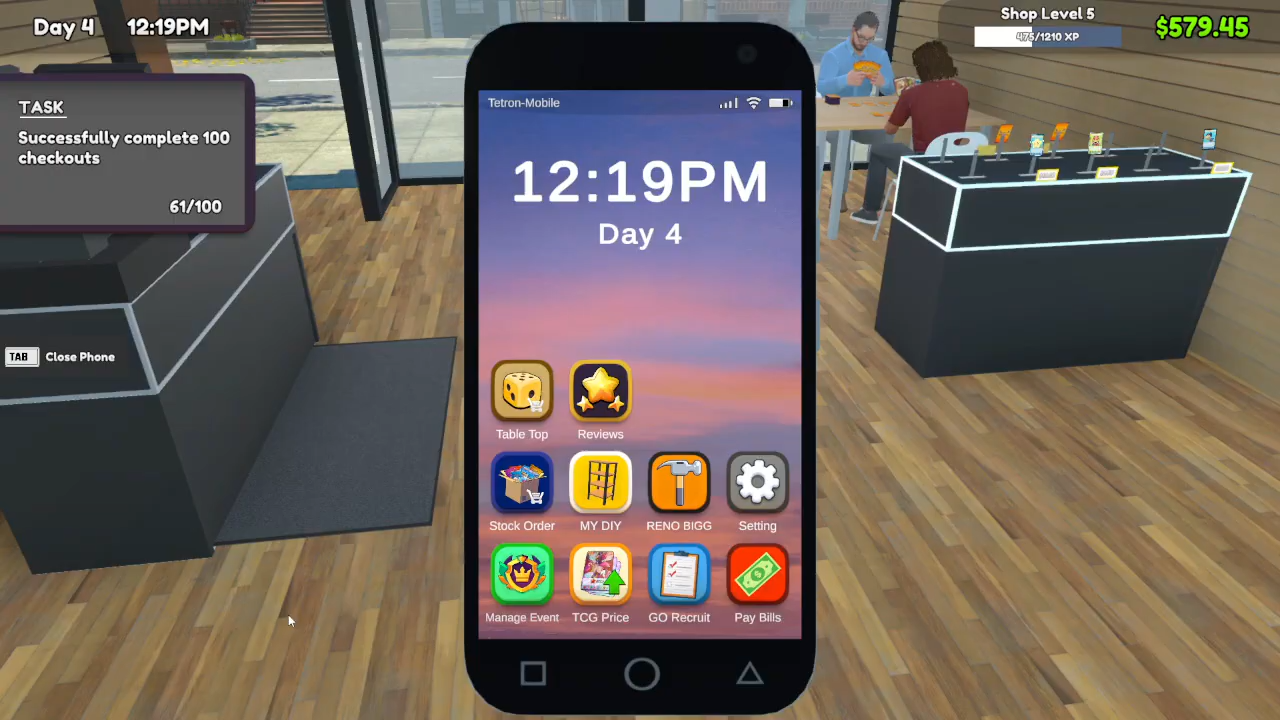 Day 4 12:19PM
Shop Level 5
475/1210 XP
$579.45
TASK
Successfully complete 100
checkouts
61/100
TAB Close Phone
Tetron-Mobile
12:19PM
Day 4
Table Top
Reviews
Stock Order
MY DIY
RENO BIGG
Setting
Manage Event
TCG Price
GO Recruit
Pay Bills